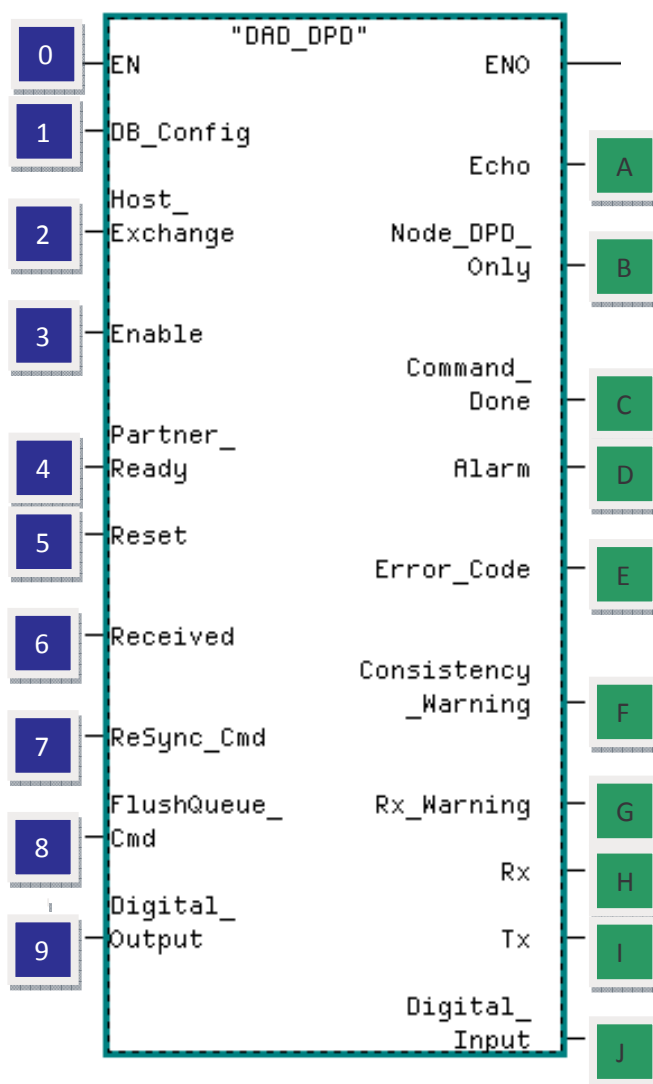 "DAD_DPD"
0 EN ENO
1 DB_Config
Echo A
Host_
2 Exchange Node_DPD_
Only B
3 Enable
Command_
Done C
Partner_
4 Ready Alarm D
5 Reset
Error_Code E
6 Received
Consistency
_Warning F
7 ReSync_Cmd
FlushQueue_ Rx_Warning G
8 Cmd
Rx H
Digital_
9 Output Tx I
Digital_
Input J